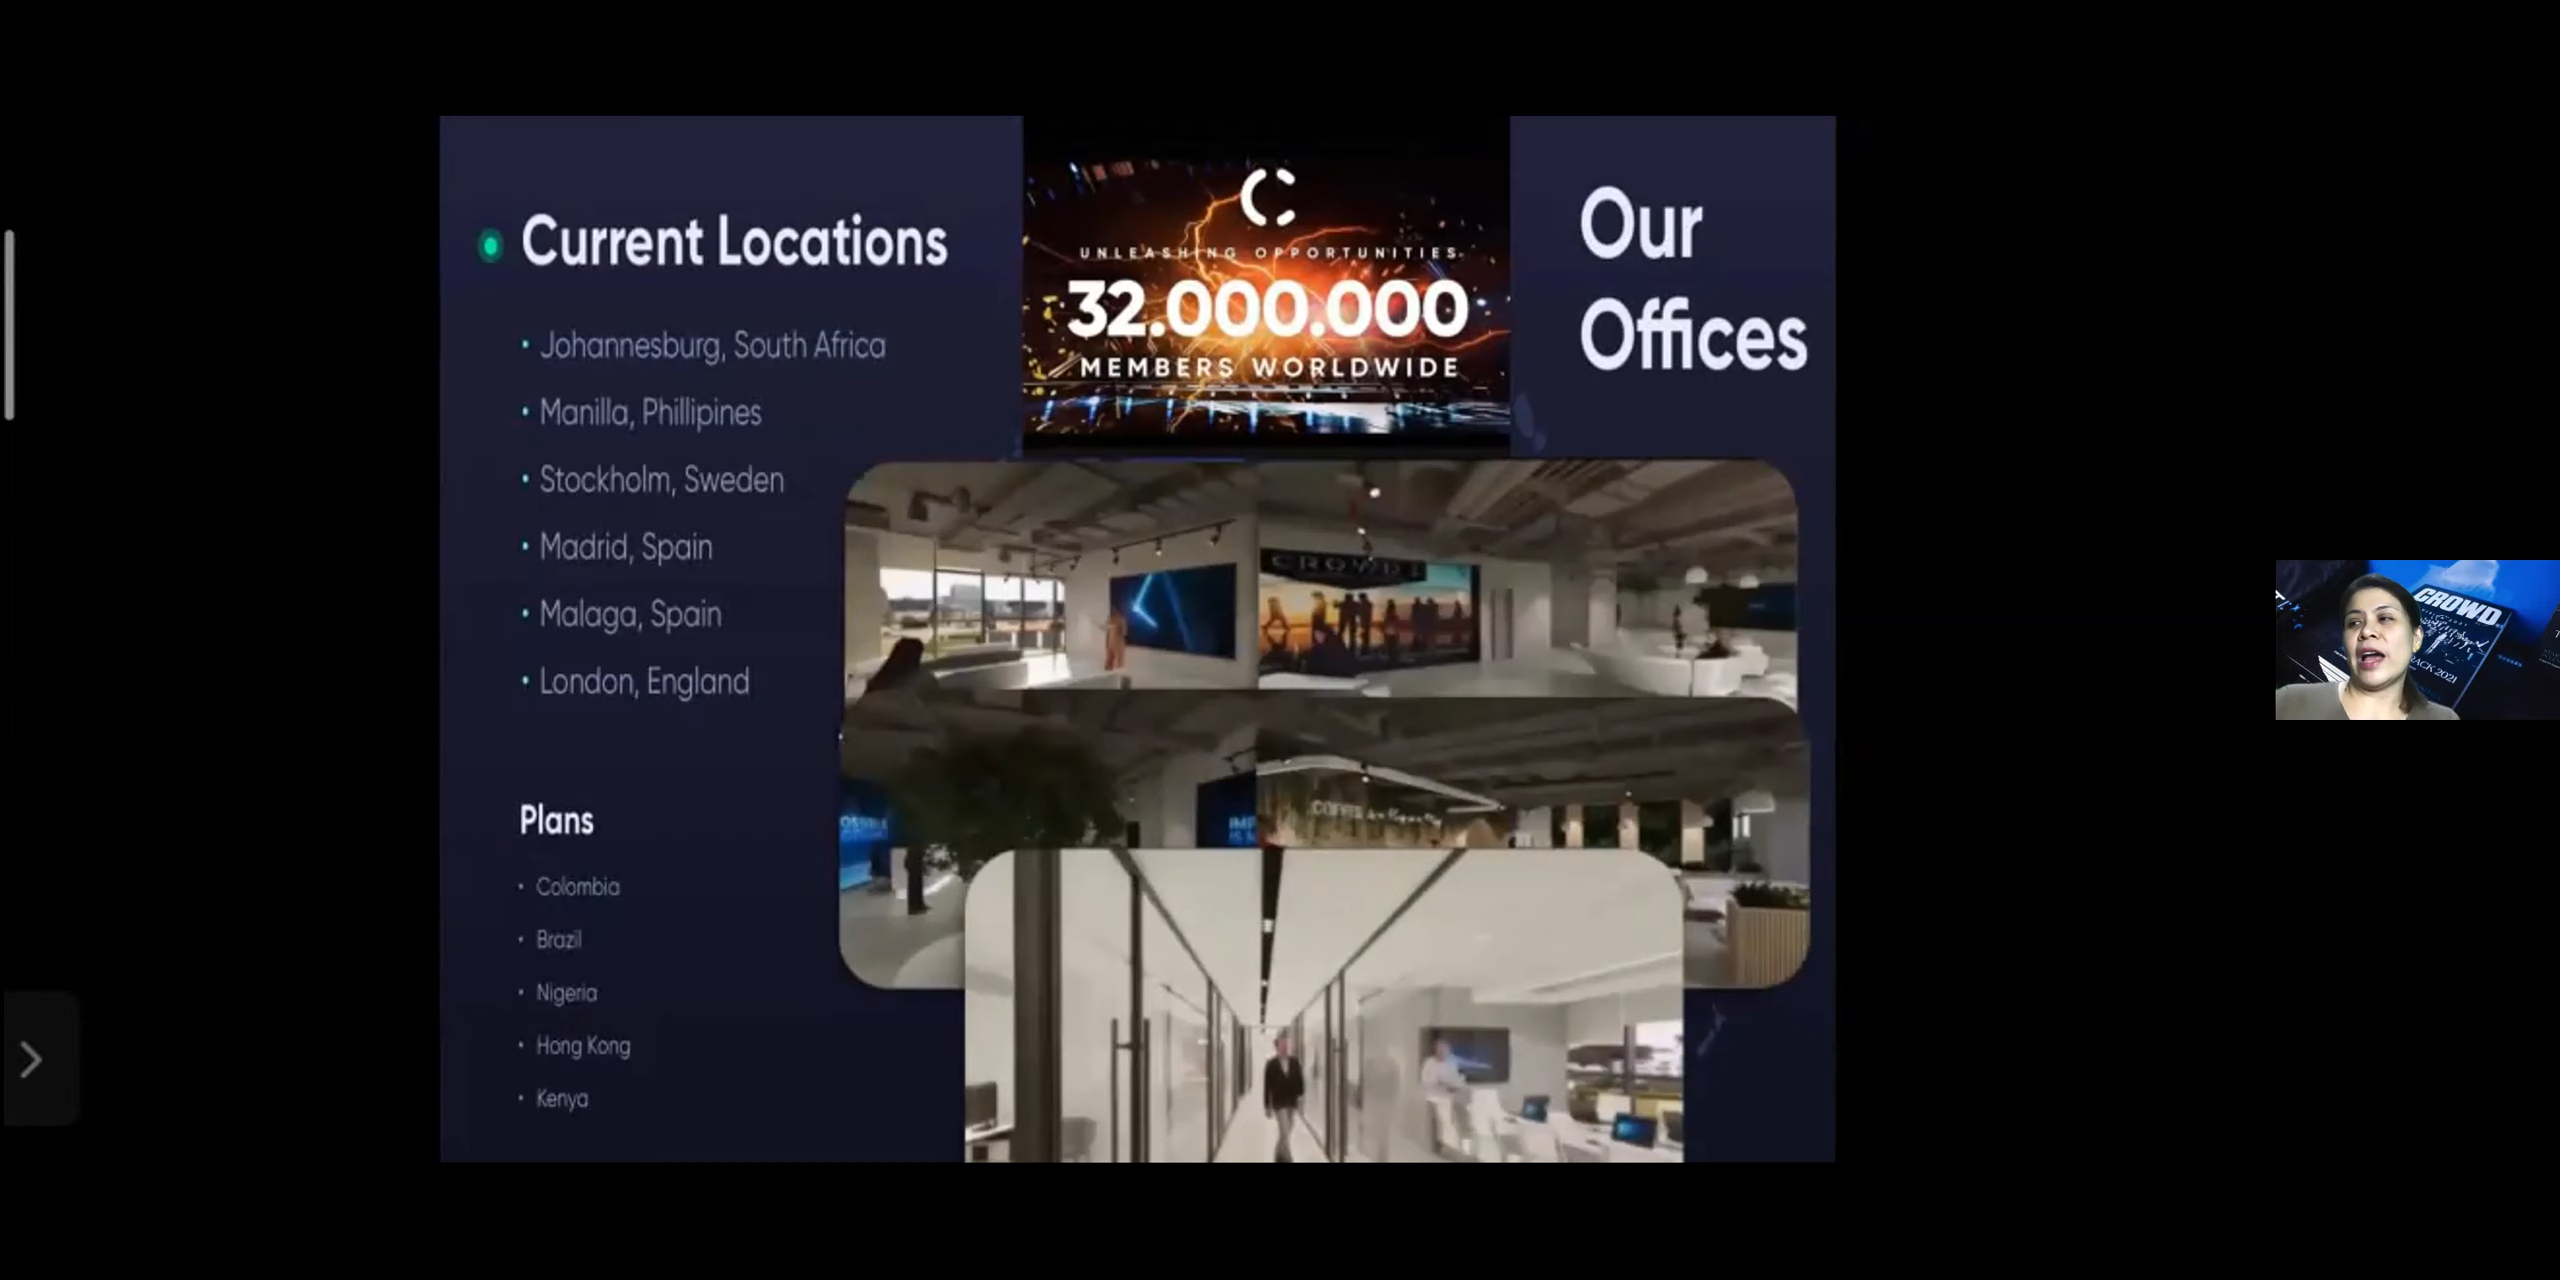 Current Locations
Johannesburg, South Africa
Manilla, Phillipines
Stockholm, Sweden
Madrid, Spain
Malaga, Spain
London, England
Plans
Colombia
Brazil
Nigeria
Hong Kong
Kenya
UNLEASHING OPPORTUNITIES
32.000.000
MEMBERS WORLDWIDE
Our
Offices
CROWD1
CROWD